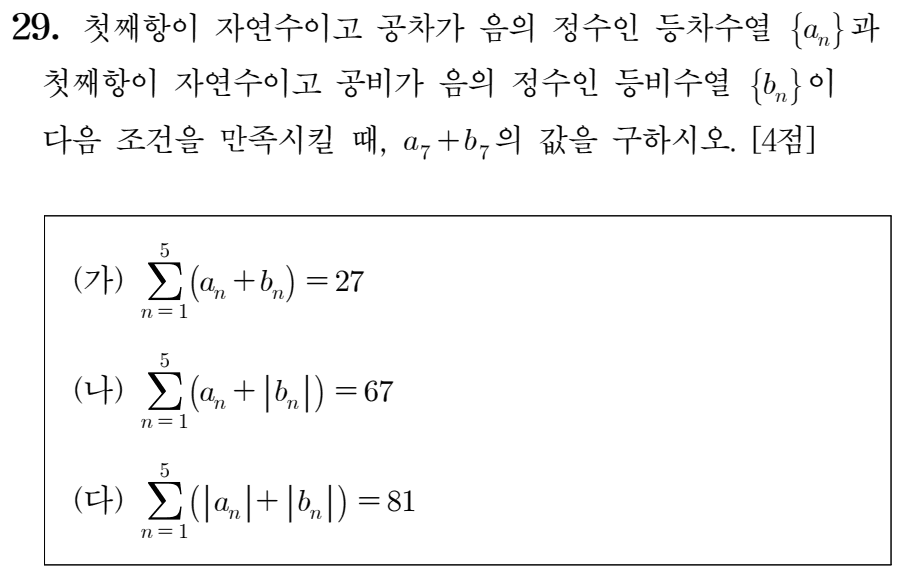 29. 첫째항이 자연수이고 공차가 음의 정수인 등차수열 {aₙ}과
첫째항이 자연수이고 공비가 음의 정수인 등비수열 {bₙ}이
다음 조건을 만족시킬 때, a₇+b₇의 값을 구하시오. [4점]
(가) ∑_{n=1}^{5}(aₙ+bₙ)=27
(나) ∑_{n=1}^{5}(aₙ+|bₙ|)=67
(다) ∑_{n=1}^{5}(|aₙ|+|bₙ|)=81